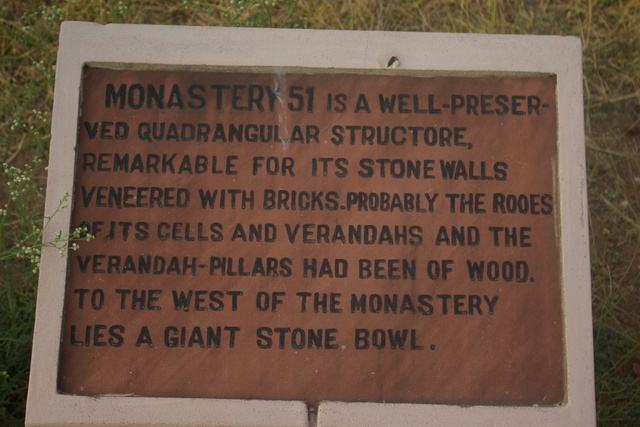 MONASTERY 51 IS A WELL-PRESER-
VED QUADRANGULAR STRUCTORE,
REMARKABLE FOR ITS STONE WALLS
VENEERED WITH BRICKS.PROBABLY THE ROOES
OF ITS CELLS AND VERANDAHS AND THE
VERANDAH-PILLARS HAD BEEN OF WOOD.
TO THE WEST OF THE MONASTERY
LIES A GIANT STONE BOWL.